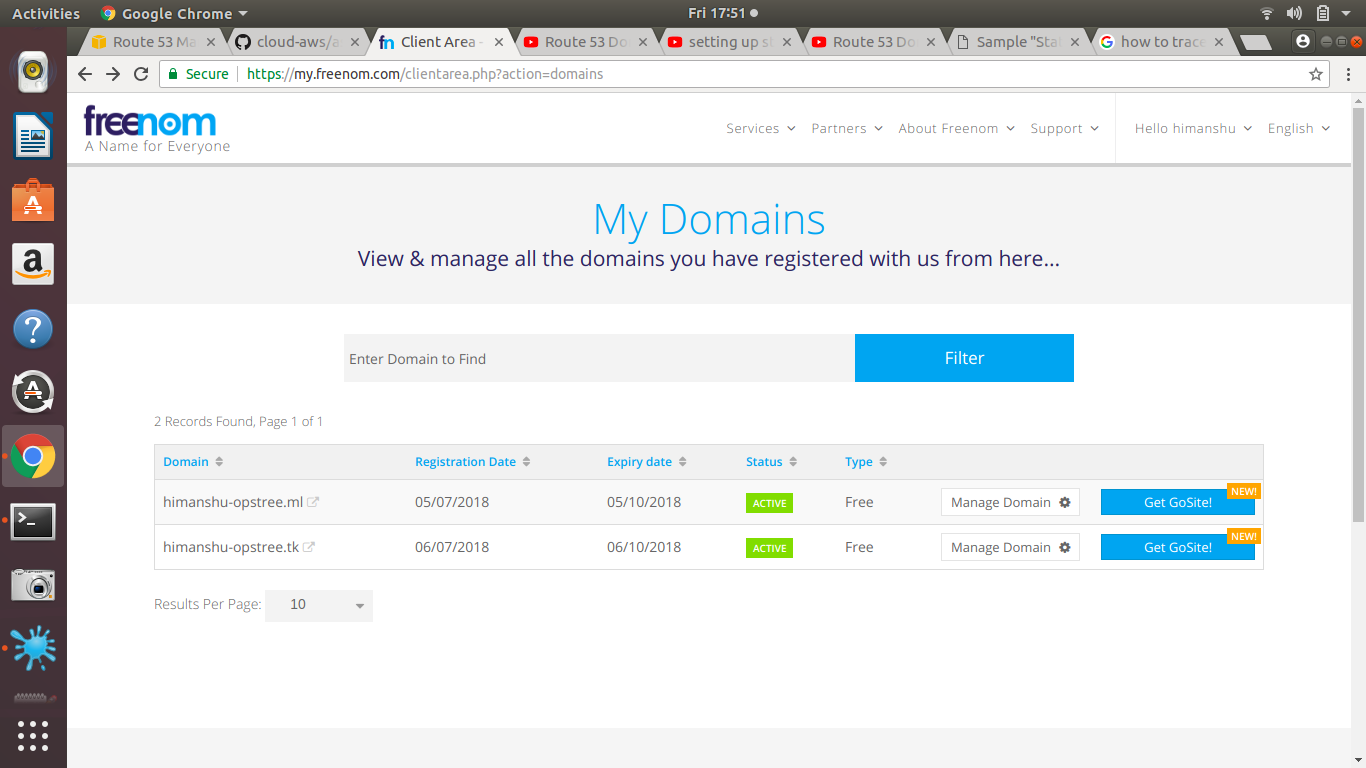 Activities Google Chrome Fri 17:51
Route 53 Ma cloud-aws/a Client Area - Route 53 Do setting up st Route 53 Do Sample "Stat how to trace
Secure https://my.freenom.com/clientarea.php?action=domains
freenom
A Name for Everyone
Services Partners About Freenom Support Hello himanshu English
My Domains
View & manage all the domains you have registered with us from here...
Enter Domain to Find Filter
2 Records Found, Page 1 of 1
Domain Registration Date Expiry date Status Type
himanshu-opstree.ml 05/07/2018 05/10/2018 ACTIVE Free Manage Domain Get GoSite! NEW!
himanshu-opstree.tk 06/07/2018 06/10/2018 ACTIVE Free Manage Domain Get GoSite! NEW!
Results Per Page: 10